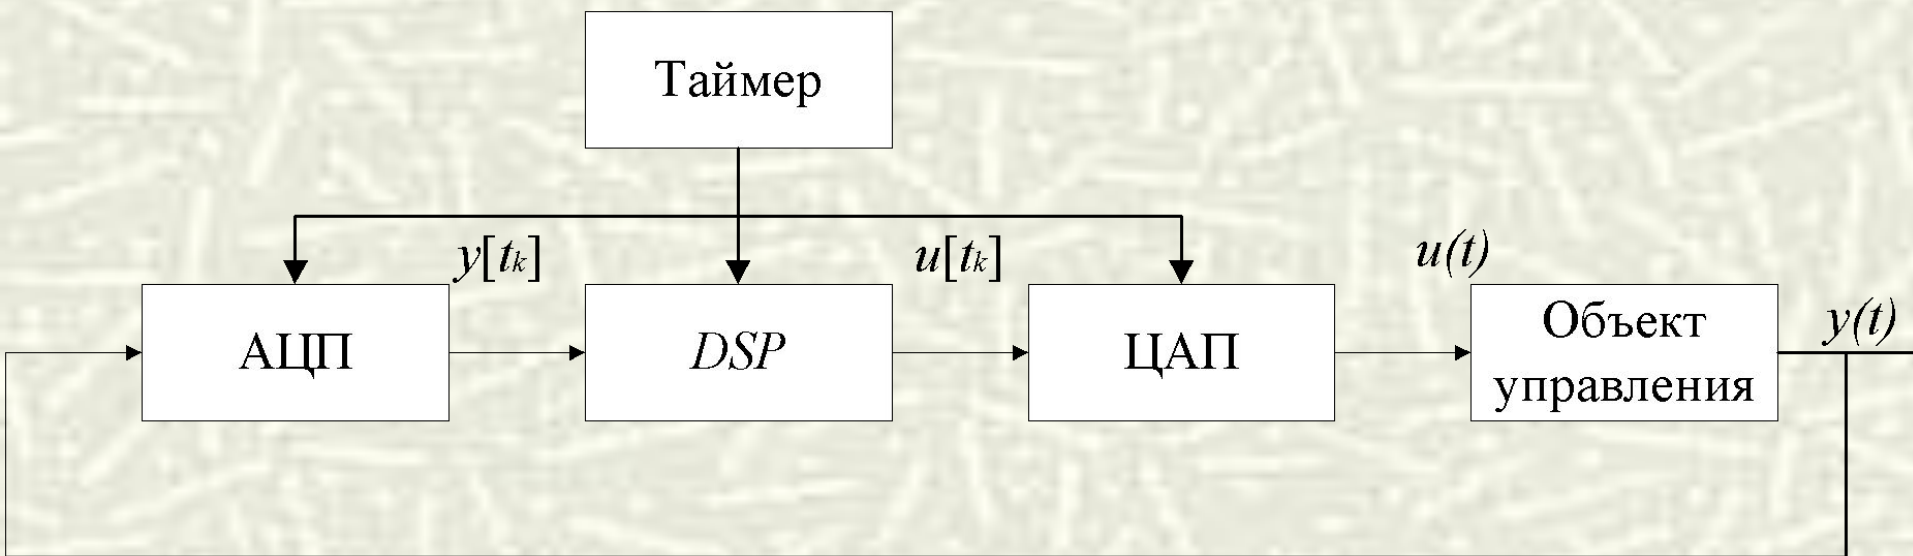 Таймер
y[tk]
u[tk]
u(t)
y(t)
АЦП
DSP
ЦАП
Объект
управления